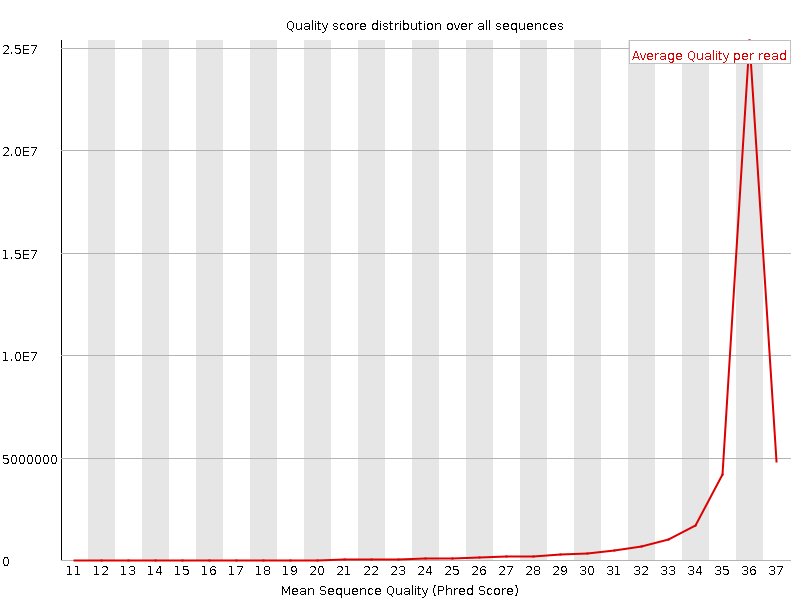 Quality score distribution over all sequences
Average Quality per read
2.5E7
2.0E7
1.5E7
1.0E7
5000000
0
11 12 13 14 15 16 17 18 19 20 21 22 23 24 25 26 27 28 29 30 31 32 33 34 35 36 37
Mean Sequence Quality (Phred Score)